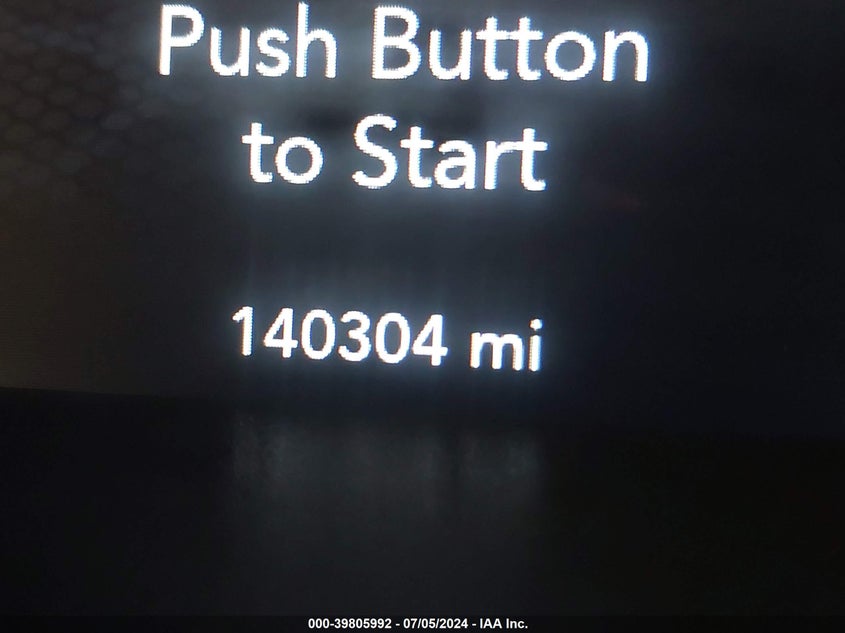 Push Button
to Start
140304 mi
000-39805992 - 07/05/2024 - IAA Inc.